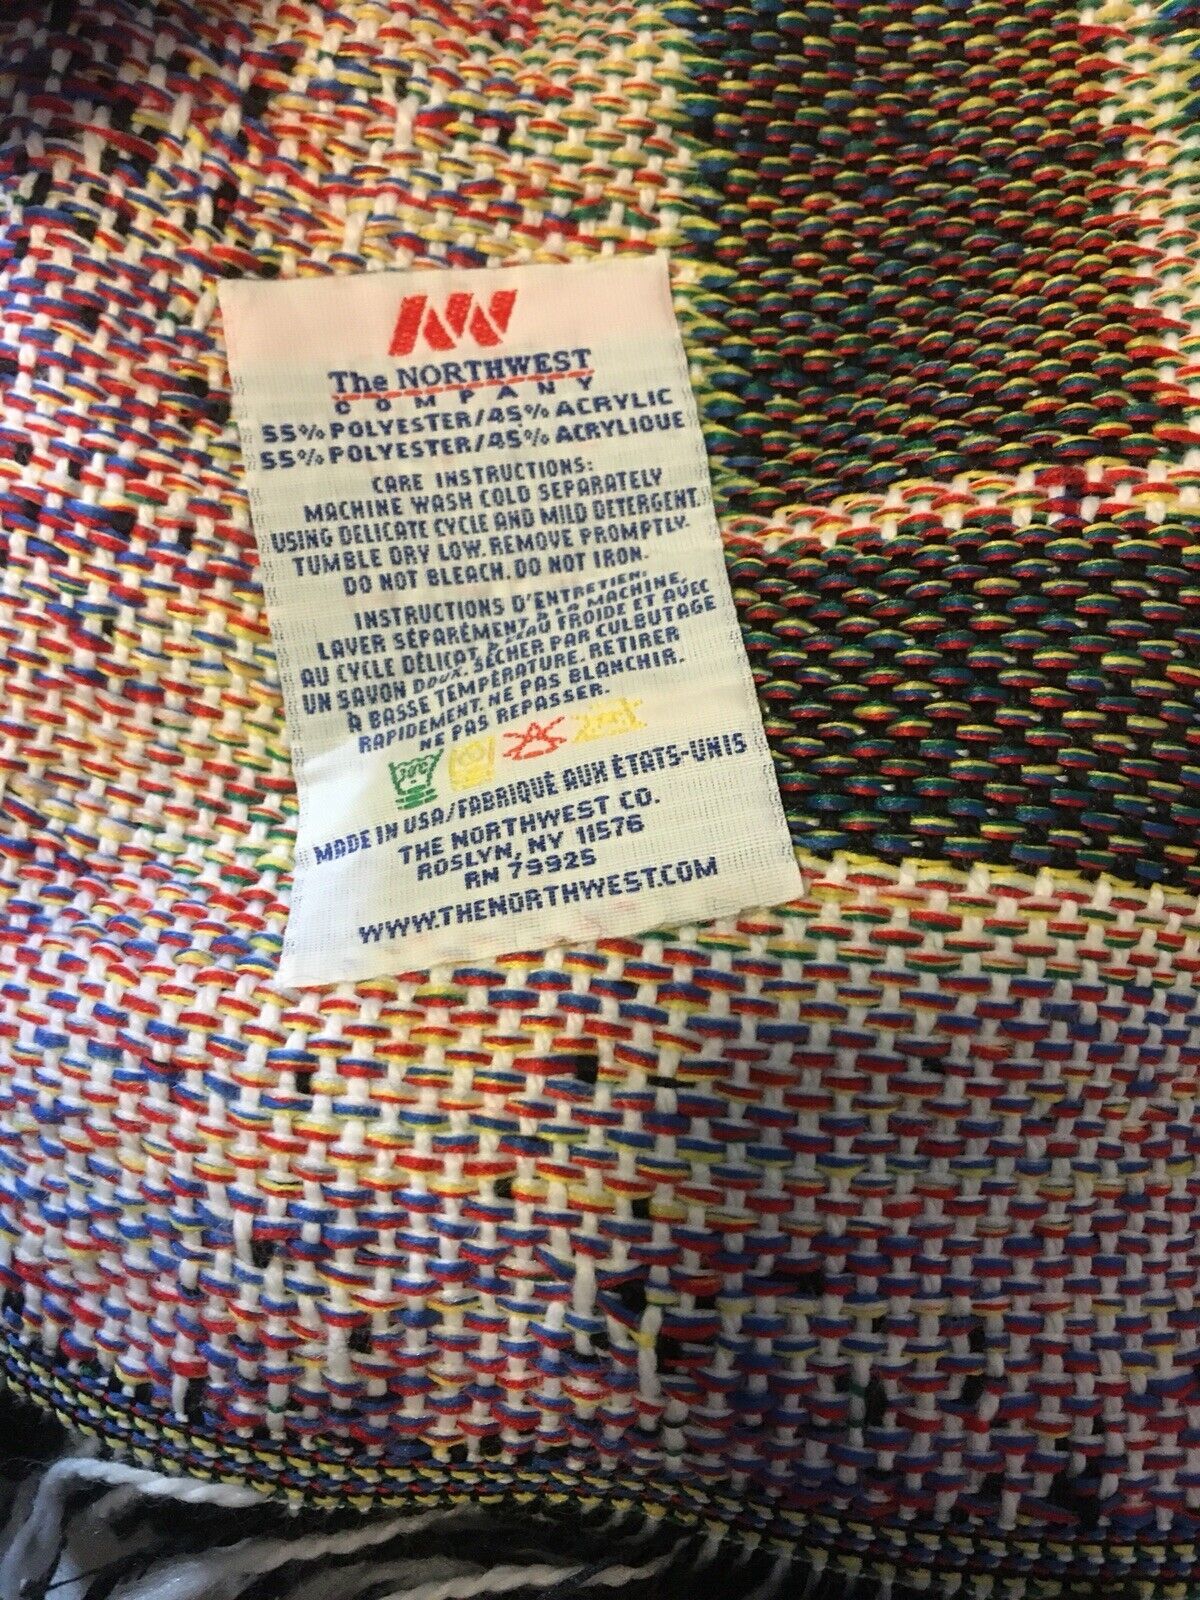 The NORTHWEST
COMPANY
55% POLYESTER/45% ACRYLIC
55% POLYESTER/45% ACRYLIQUE
CARE INSTRUCTIONS:
MACHINE WASH COLD SEPARATELY
USING DELICATE CYCLE AND MILD DETERGENT.
TUMBLE DRY LOW. REMOVE PROMPTLY.
DO NOT BLEACH. DO NOT IRON.
INSTRUCTIONS D'ENTRETIEN:
LAVER SÉPARÉMENT PAR MACHINE,
AU CYCLE DÉLICAT À L'EAU FROIDE ET AVEC
UN SAVON DOUX. SÉCHER PAR CULBUTAGE
À BASSE TEMPÉRATURE. RETIRER
RAPIDEMENT. NE PAS BLANCHIR.
NE PAS REPASSER.
MADE IN USA/FABRIQUÉ AUX ÉTATS-UNIS
THE NORTHWEST CO.
ROSLYN, NY 11576
RN 79925
WWW.THENORTHWEST.COM